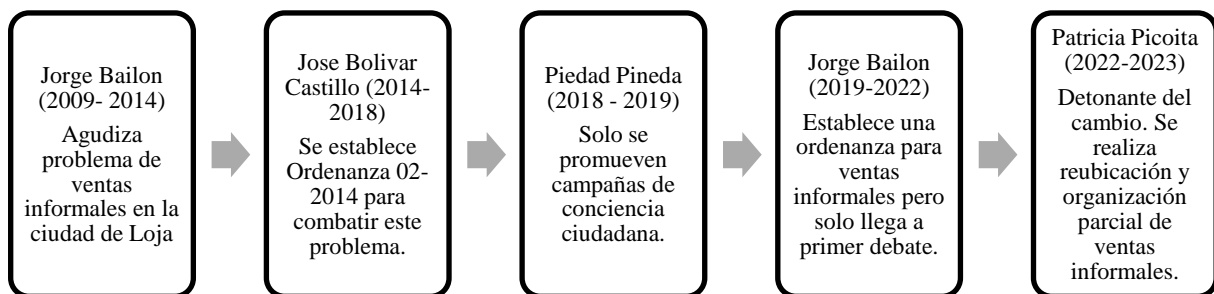 Jorge Bailon
(2009- 2014)
Agudiza
problema de
ventas
informales en la
ciudad de Loja
Jose Bolivar
Castillo (2014-
2018)
Se establece
Ordenanza 02-
2014 para
combatir este
problema.
Piedad Pineda
(2018 - 2019)
Solo se
promueven
campañas de
conciencia
ciudadana.
Jorge Bailon
(2019-2022)
Establece una
ordenanza para
ventas
informales pero
solo llega a
primer debate.
Patricia Picoita
(2022-2023)
Detonante del
cambio. Se
realiza
reubicación y
organización
parcial de
ventas
informales.